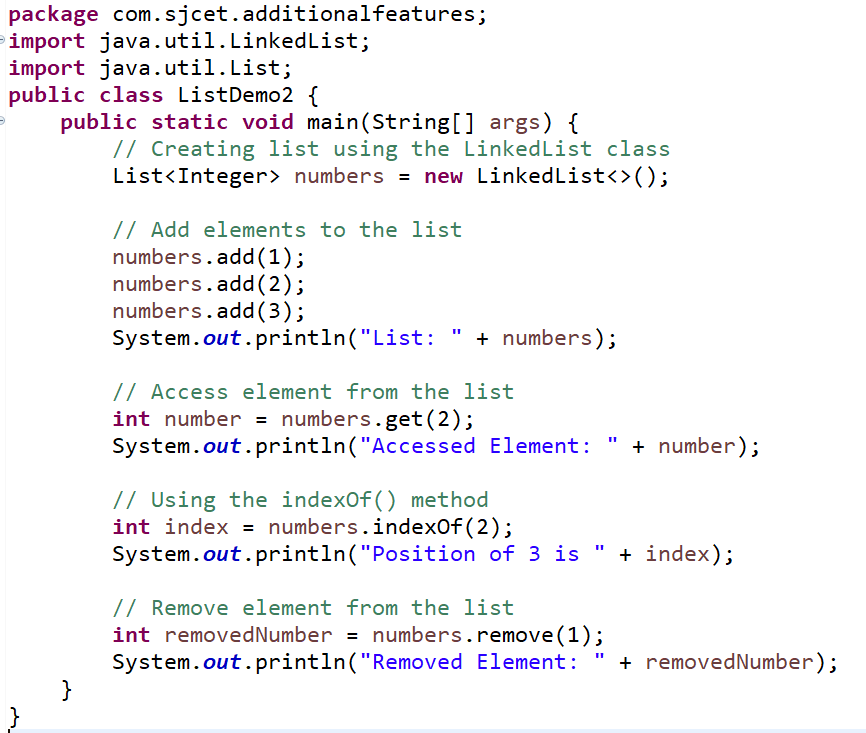 package com.sjcet.additionalfeatures;
import java.util.LinkedList;
import java.util.List;
public class ListDemo2 {
    public static void main(String[] args) {
        // Creating list using the LinkedList class
        List<Integer> numbers = new LinkedList<>();

        // Add elements to the list
        numbers.add(1);
        numbers.add(2);
        numbers.add(3);
        System.out.println("List: " + numbers);

        // Access element from the list
        int number = numbers.get(2);
        System.out.println("Accessed Element: " + number);

        // Using the indexOf() method
        int index = numbers.indexOf(2);
        System.out.println("Position of 3 is " + index);

        // Remove element from the list
        int removedNumber = numbers.remove(1);
        System.out.println("Removed Element: " + removedNumber);
    }
}